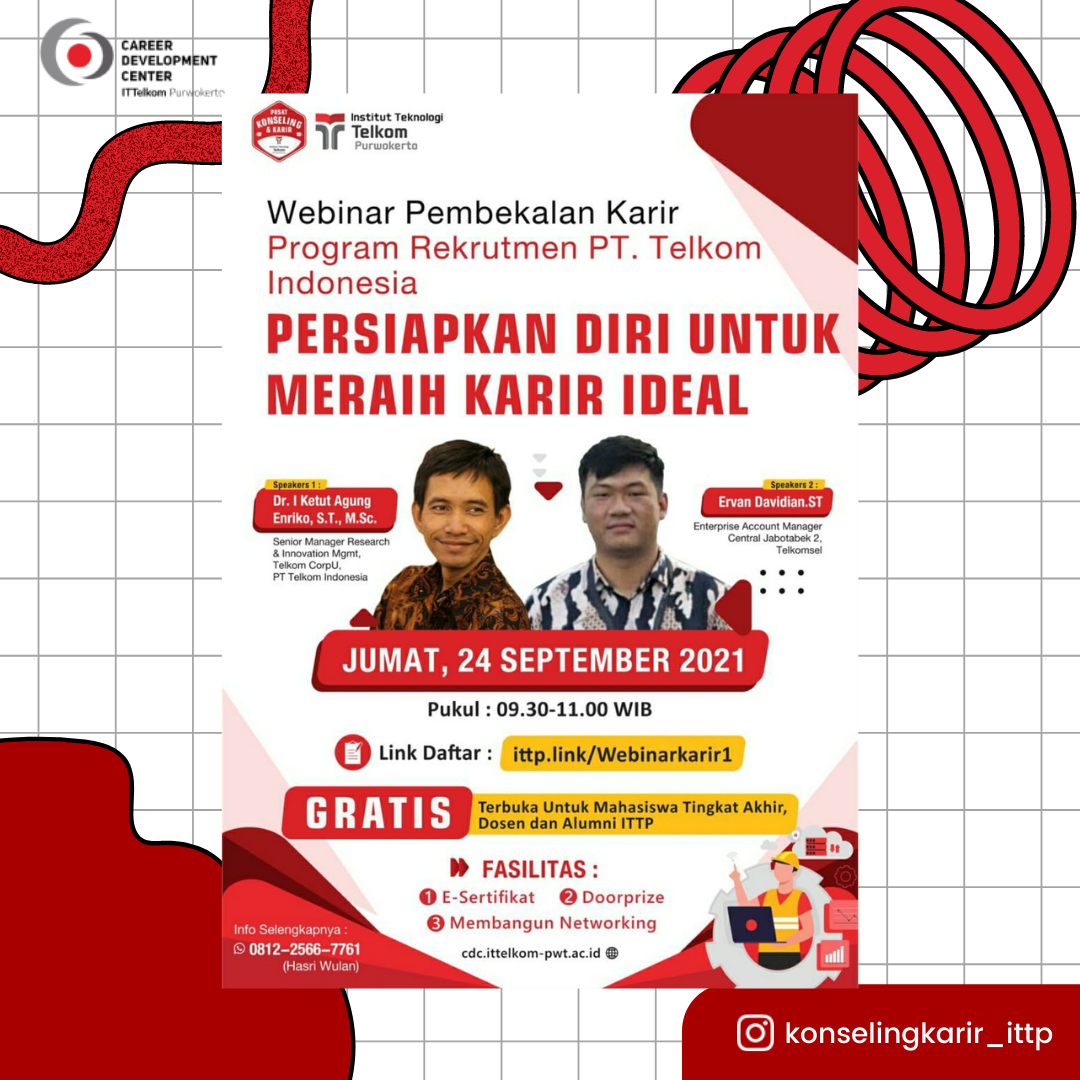 CAREER
DEVELOPMENT
CENTER
ITTelkom Purwokerto
PUSAT
KONSELING
& KARIR
Institut Teknologi
Telkom
Purwokerto
Webinar Pembekalan Karir
Program Rekrutmen PT. Telkom
Indonesia
PERSIAPKAN DIRI UNTUK
MERAIH KARIR IDEAL
Speakers 1 :
Dr. I Ketut Agung
Enriko, S.T., M.Sc.
Senior Manager Research
& Innovation Mgmt,
Telkom CorpU,
PT Telkom Indonesia
Speakers 2 :
Ervan Davidian.ST
Enterprise Account Manager
Central Jabotabek 2,
Telkomsel
JUMAT, 24 SEPTEMBER 2021
Pukul : 09.30-11.00 WIB
Link Daftar : ittp.link/Webinarkarir1
GRATIS
Terbuka Untuk Mahasiswa Tingkat Akhir,
Dosen dan Alumni ITTP
FASILITAS :
1 E-Sertifikat 2 Doorprize
3 Membangun Networking
Info Selengkapnya :
0812-2566-7761
(Hasri Wulan)
cdc.ittelkom-pwt.ac.id
konselingkarir_ittp